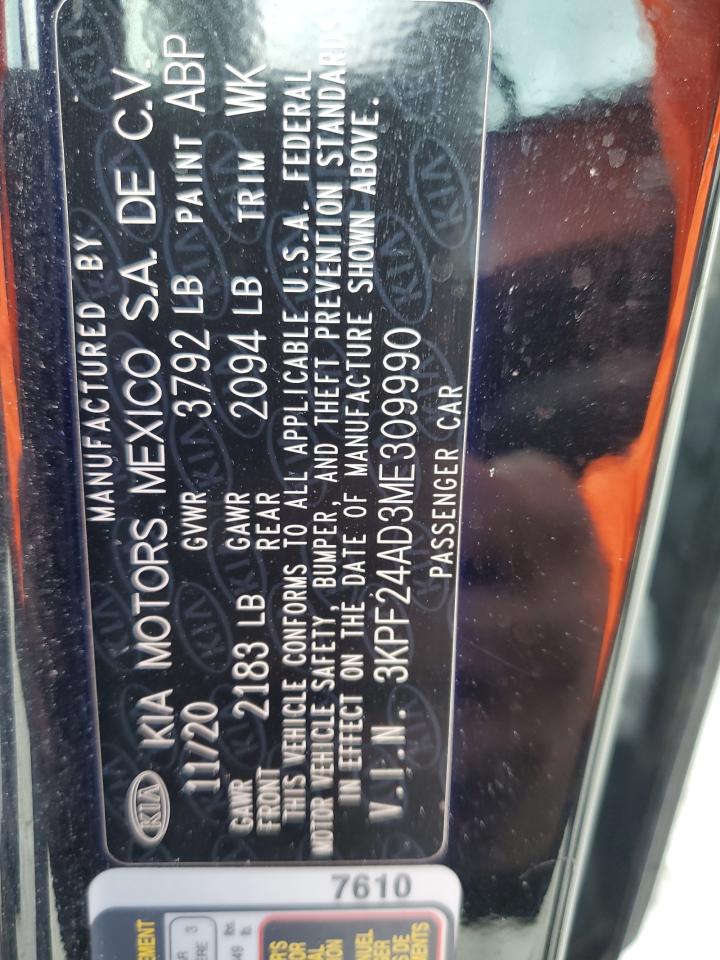 MANUFACTURED BY
KIA KIA MOTORS MEXICO S.A. DE C.V.
11/20 GVWR 3792 LB PAINT ABP
GAWR FRONT 2183 LB GAWR REAR 2094 LB TRIM WK
THIS VEHICLE CONFORMS TO ALL APPLICABLE U.S.A. FEDERAL
MOTOR VEHICLE SAFETY, BUMPER, AND THEFT PREVENTION STANDARDS
IN EFFECT ON THE DATE OF MANUFACTURE SHOWN ABOVE.
V.I.N. 3KPF24AD3ME309990
PASSENGER CAR
7610